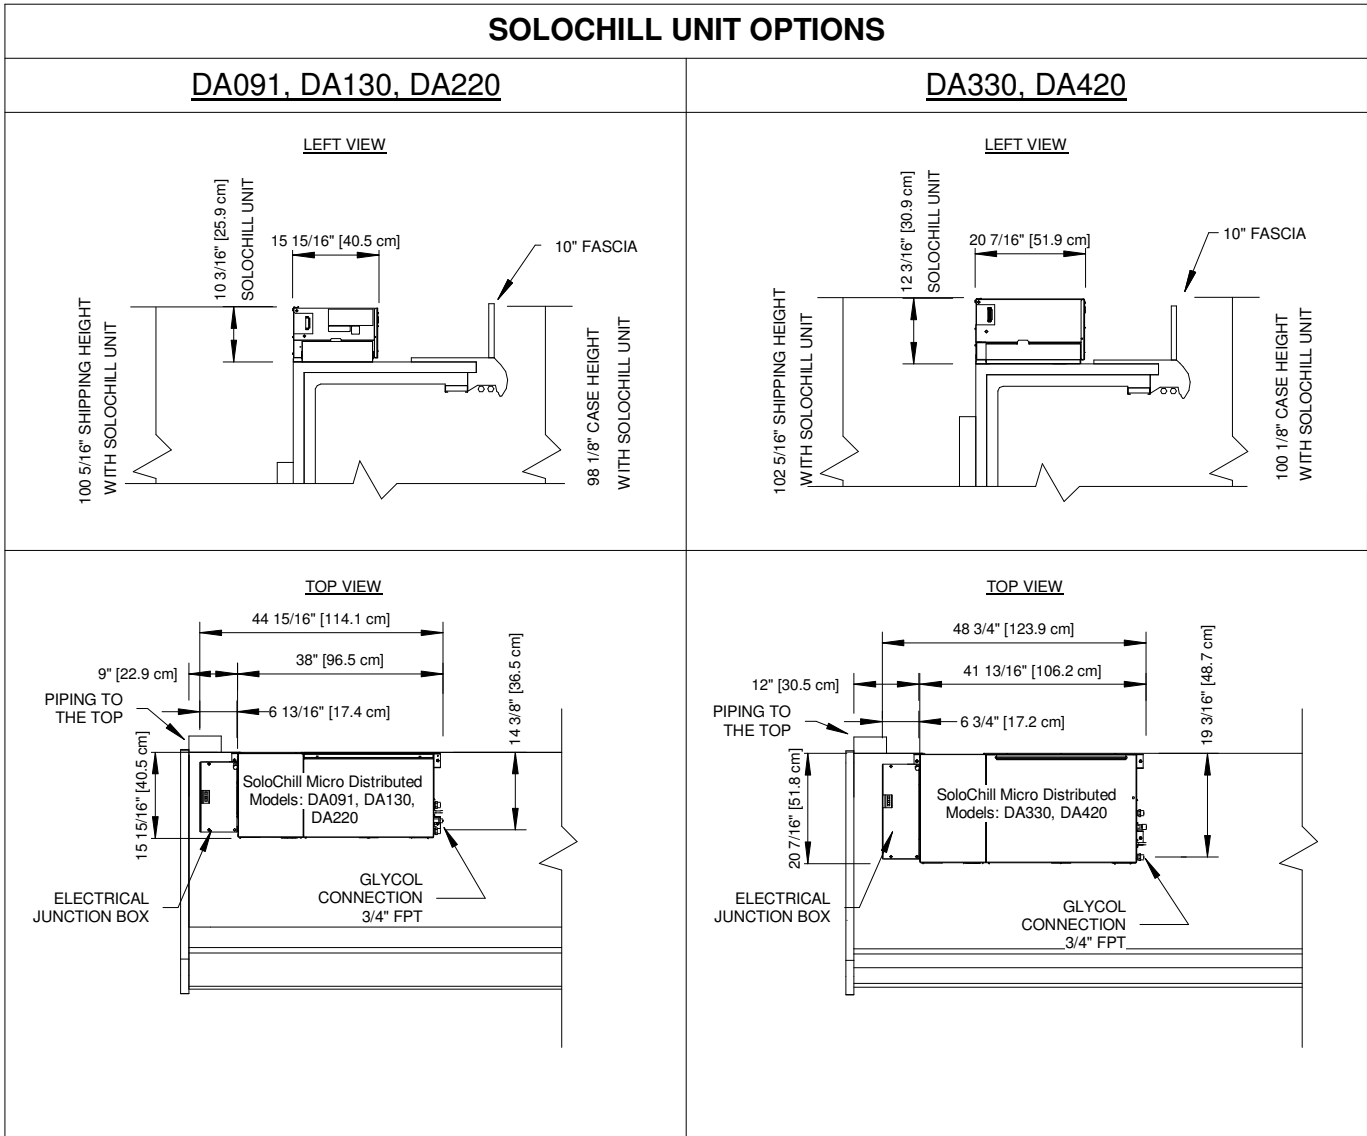 SOLOCHILL UNIT OPTIONS
DA091, DA130, DA220
DA330, DA420
LEFT VIEW
10 3/16" [25.9 cm]
SOLOCHILL UNIT
15 15/16" [40.5 cm]
10" FASCIA
100 5/16" SHIPPING HEIGHT
WITH SOLOCHILL UNIT
98 1/8" CASE HEIGHT
WITH SOLOCHILL UNIT
LEFT VIEW
12 3/16" [30.9 cm]
SOLOCHILL UNIT
20 7/16" [51.9 cm]
10" FASCIA
102 5/16" SHIPPING HEIGHT
WITH SOLOCHILL UNIT
100 1/8" CASE HEIGHT
WITH SOLOCHILL UNIT
TOP VIEW
44 15/16" [114.1 cm]
38" [96.5 cm]
9" [22.9 cm]
14 3/8" [36.5 cm]
PIPING TO
THE TOP
6 13/16" [17.4 cm]
15 15/16" [40.5 cm]
SoloChill Micro Distributed
Models: DA091, DA130,
DA220
ELECTRICAL
JUNCTION BOX
GLYCOL
CONNECTION
3/4" FPT
TOP VIEW
48 3/4" [123.9 cm]
41 13/16" [106.2 cm]
12" [30.5 cm]
19 3/16" [48.7 cm]
PIPING TO
THE TOP
6 3/4" [17.2 cm]
20 7/16" [51.8 cm]
SoloChill Micro Distributed
Models: DA330, DA420
ELECTRICAL
JUNCTION BOX
GLYCOL
CONNECTION
3/4" FPT